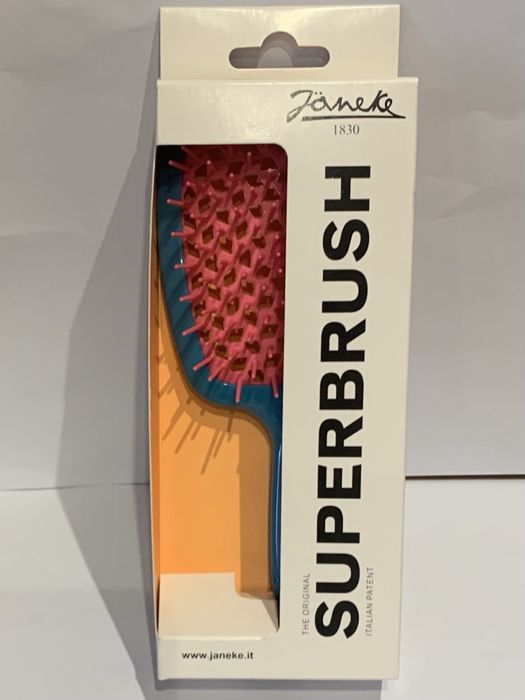 Jäneke
1830
SUPERBRUSH
THE ORIGINAL
ITALIAN PATENT
www.janeke.it